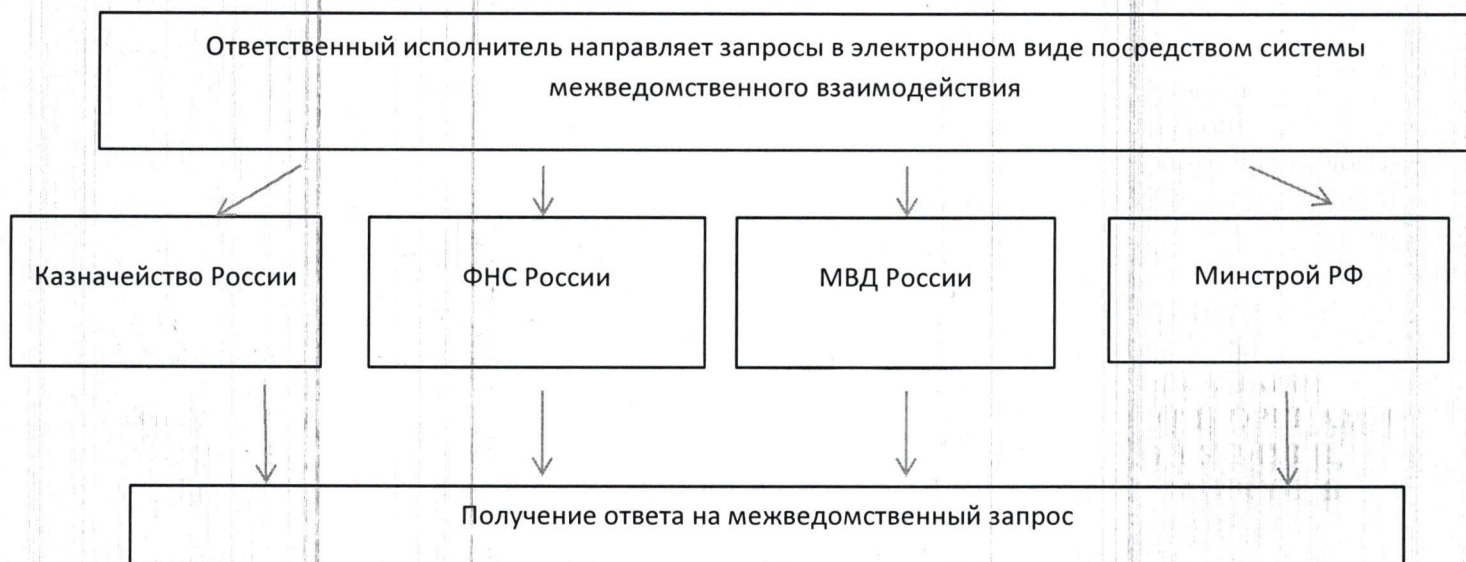 Ответственный исполнитель направляет запросы в электронном виде посредством системы
межведомственного взаимодействия
Казначейство России
ФНС России
МВД России
Минстрой РФ
Получение ответа на межведомственный запрос